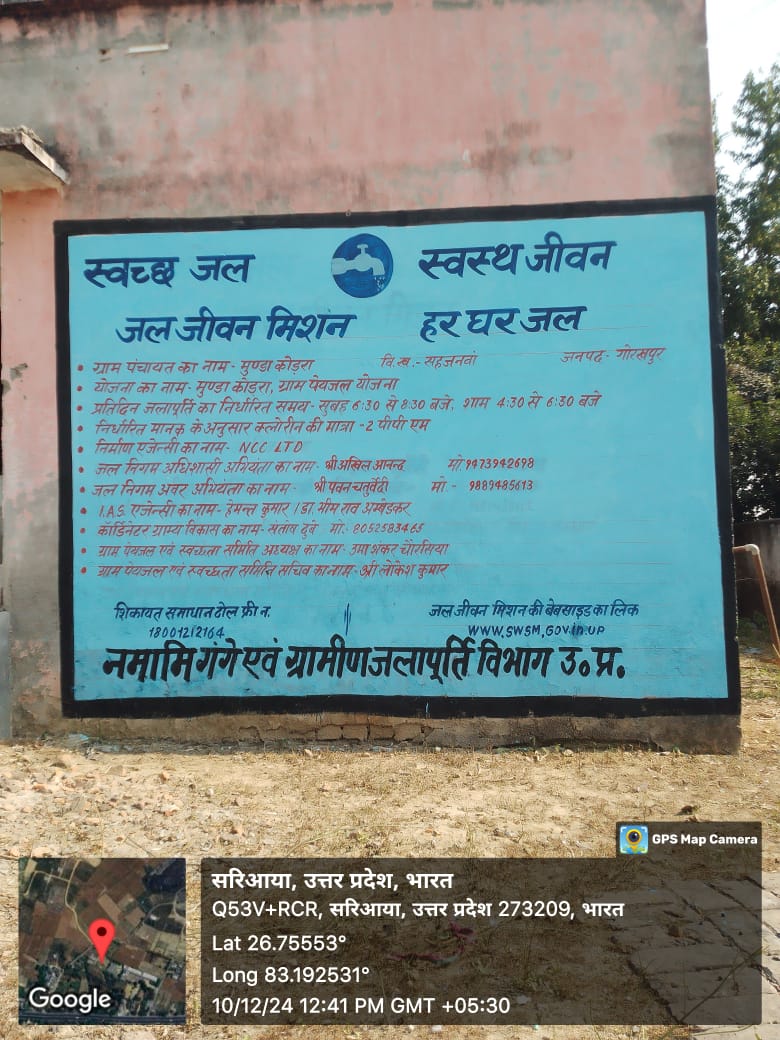 स्वच्छ जल स्वस्थ जीवन
जल जीवन मिशन हर घर जल
• ग्राम पंचायत का नाम - मुण्डा कोड़रा वि.ख.- सहजनवां जनपद- गोरखपुर
• योजना का नाम- मुण्डा कोड़रा, ग्राम पेयजल योजना
• प्रतिदिन जलापूर्ति का निर्धारित समय- सुबह 6:30 से 8:30 बजे, शाम 4:30 से 6:30 बजे
• निर्धारित मानक के अनुसार क्लोरीन की मात्रा -2 पीपी एम
• निर्माण एजेन्सी का नाम- NCC LTD
• जल निगम अधिशासी अभियंता का नाम- श्री अखिल आनन्द मो 9473942698
• जल निगम अवर अभियंता का नाम- श्री पवन चतुर्वेदी मो.- 9889485613
• I.A.S. एजेन्सी का नाम- हेमन्त कुमार / डा. भीम राव अम्बेडकर
• कॉर्डिनेटर ग्राम्य विकास का नाम- संतोष दुबे मो.- 8052583465
• ग्राम पेयजल एवं स्वच्छता समिति अध्यक्ष का नाम- उमा शंकर चौरसिया
• ग्राम पेयजल एवं स्वच्छता समिति सचिव का नाम- श्री लोकेश कुमार
शिकायत समाधान टोल फ्री न. जल जीवन मिशन की बेबसाइड का लिंक
18001212164 WWW.SWSM.GOV.in.UP
नमामि गंगे एवं ग्रामीण जलापूर्ति विभाग उ॰ प्र॰
GPS Map Camera
सरिआया, उत्तर प्रदेश, भारत
Q53V+RCR, सरिआया, उत्तर प्रदेश 273209, भारत
Lat 26.75553°
Long 83.192531°
10/12/24 12:41 PM GMT +05:30
Google